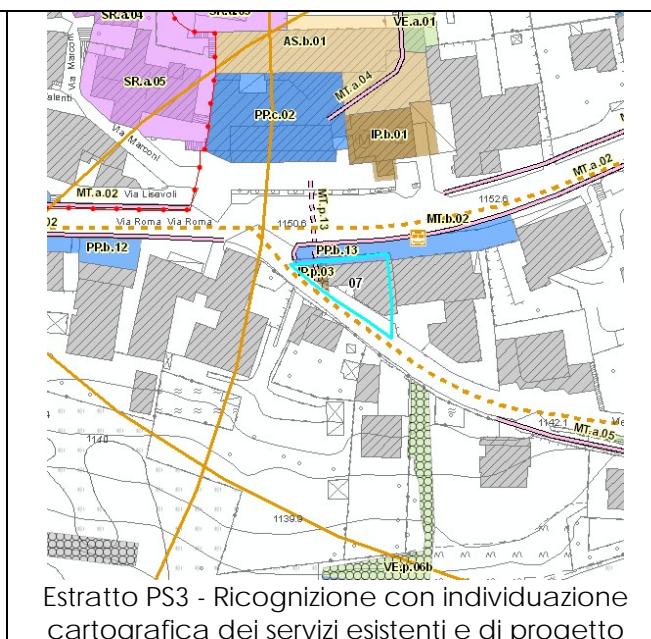 SR.a.04
VE.a.01
AS.b.01
SR.a.05
Via Marconi
MT.a.04
PP.c.02
IP.b.01
Via Marconi
MT.a.02 Via Lisavoli
MT.a.02
1152.6
MT.p.13
MT.b.02
Via Roma Via Roma
1150.6
02
PP.b.12
PP.b.13
IP.p.03
07
1142.1
MT.a.05
1140
1139.9
VE.p.06b
Estratto PS3 - Ricognizione con individuazione
cartografica dei servizi esistenti e di progetto